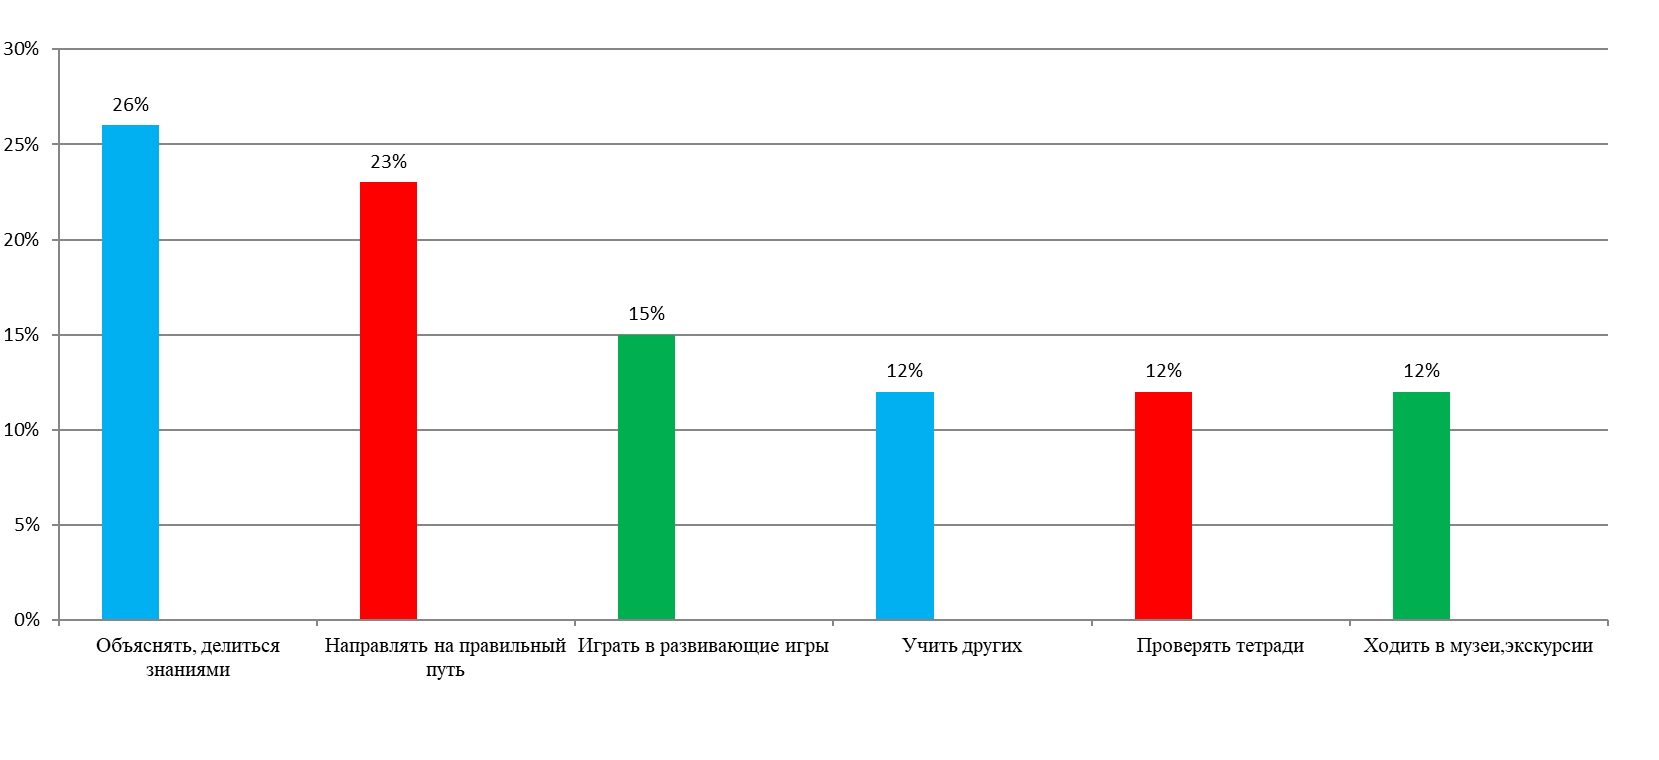 30%
26%
25%
23%
20%
15%
15%
12%
12%
12%
10%
5%
0%
Объяснять, делиться
знаниями
Направлять на правильный
путь
Играть в развивающие игры
Учить других
Проверять тетради
Ходить в музеи,экскурсии